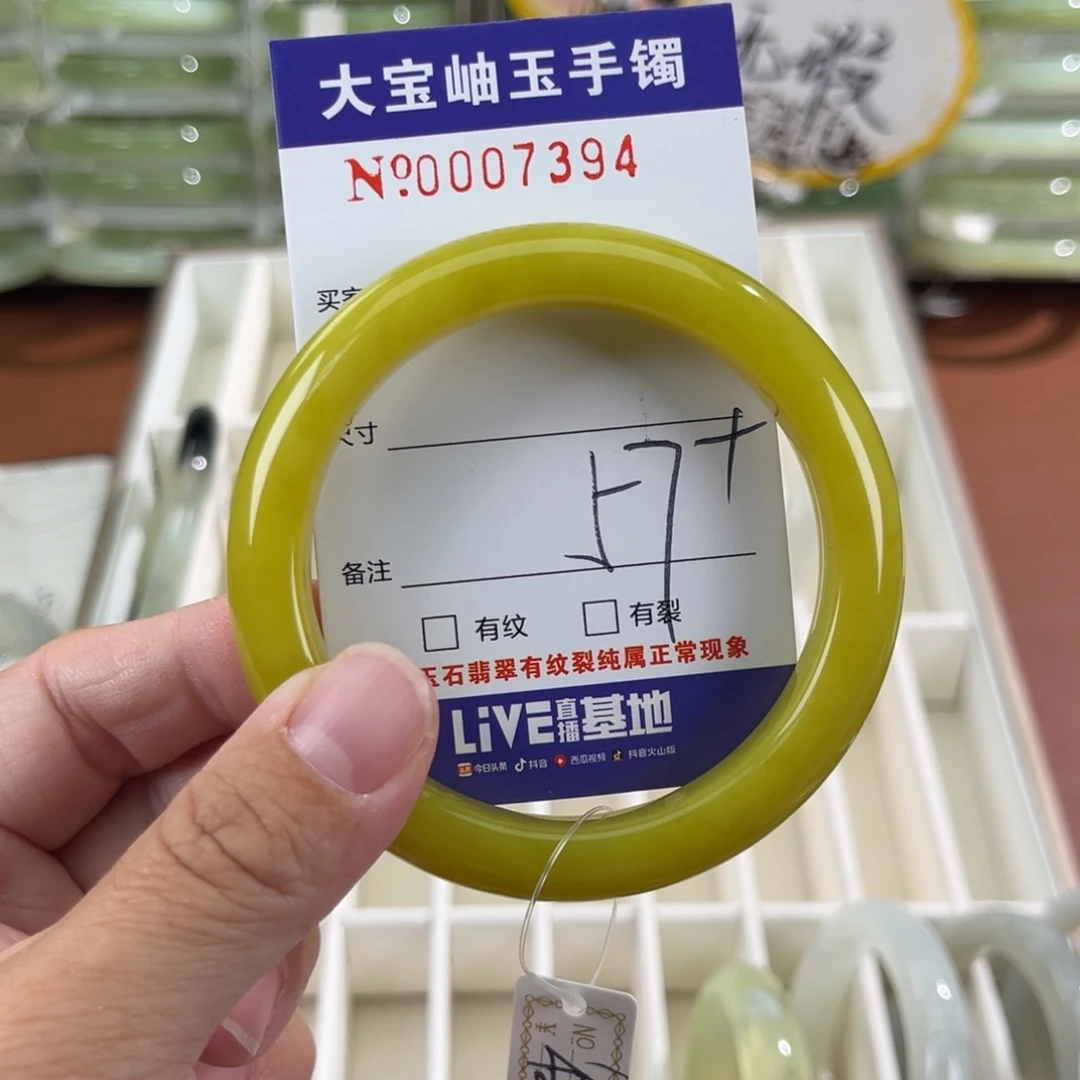 大宝岫玉手镯
Nº0007394
买家
尺寸
57+
备注
有纹 有裂
玉石翡翠有纹裂纯属正常现象
LiVE直播基地
今日头条 抖音 西瓜视频 抖音火山版
NO